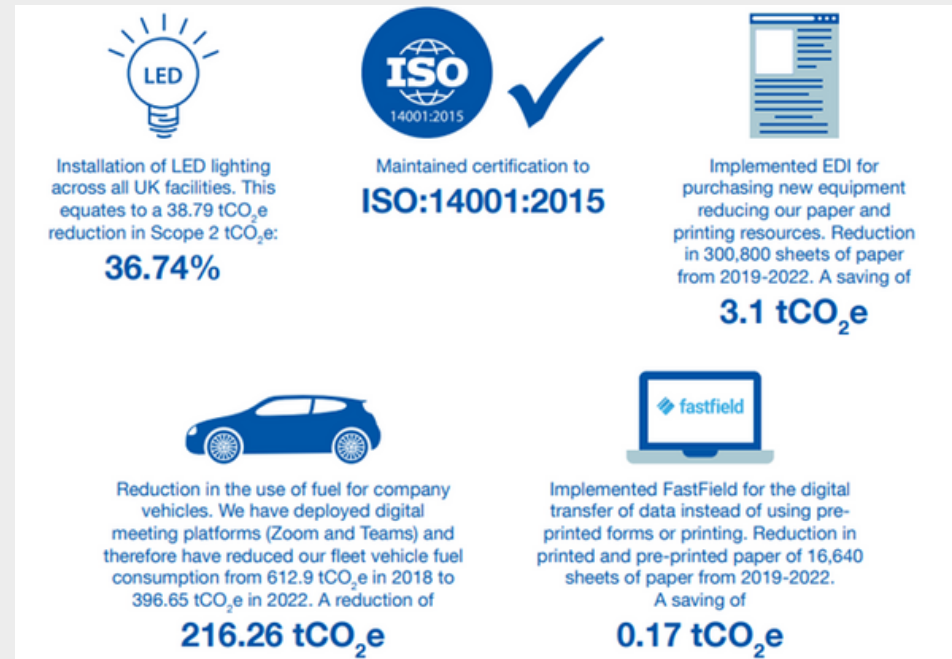 LED
Installation of LED lighting
across all UK facilities. This
equates to a 38.79 tCO₂e
reduction in Scope 2 tCO₂e:
36.74%
ISO
14001:2015
Maintained certification to
ISO:14001:2015
Implemented EDI for
purchasing new equipment
reducing our paper and
printing resources. Reduction
in 300,800 sheets of paper
from 2019-2022. A saving of
3.1 tCO₂e
Reduction in the use of fuel for company
vehicles. We have deployed digital
meeting platforms (Zoom and Teams) and
therefore have reduced our fleet vehicle fuel
consumption from 612.9 tCO₂e in 2018 to
396.65 tCO₂e in 2022. A reduction of
216.26 tCO₂e
fastfield
Implemented FastField for the digital
transfer of data instead of using pre-
printed forms or printing. Reduction in
printed and pre-printed paper of 16,640
sheets of paper from 2019-2022.
A saving of
0.17 tCO₂e